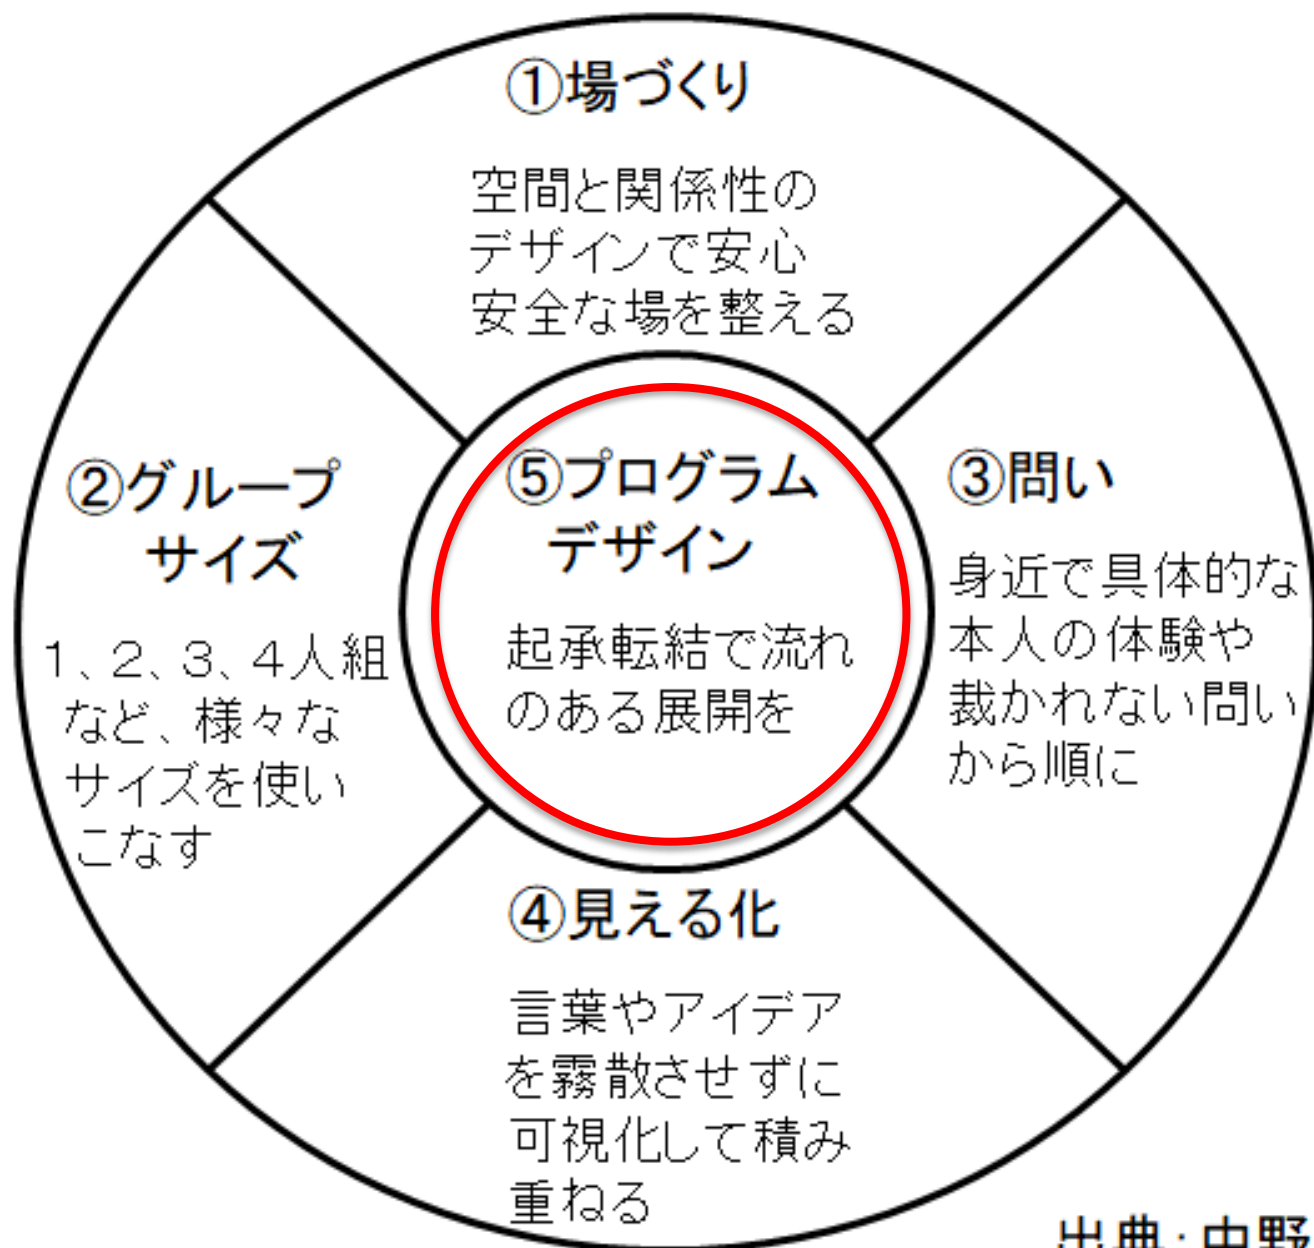 ①場づくり
空間と関係性の
デザインで安心
安全な場を整える
②グループ
サイズ
1、2、3、4人組
など、様々な
サイズを使い
こなす
⑤プログラム
デザイン
起承転結で流れ
のある展開を
③問い
身近で具体的な
本人の体験や
裁かれない問い
から順に
④見える化
言葉やアイデア
を霧散させずに
可視化して積み
重ねる
出典:中野